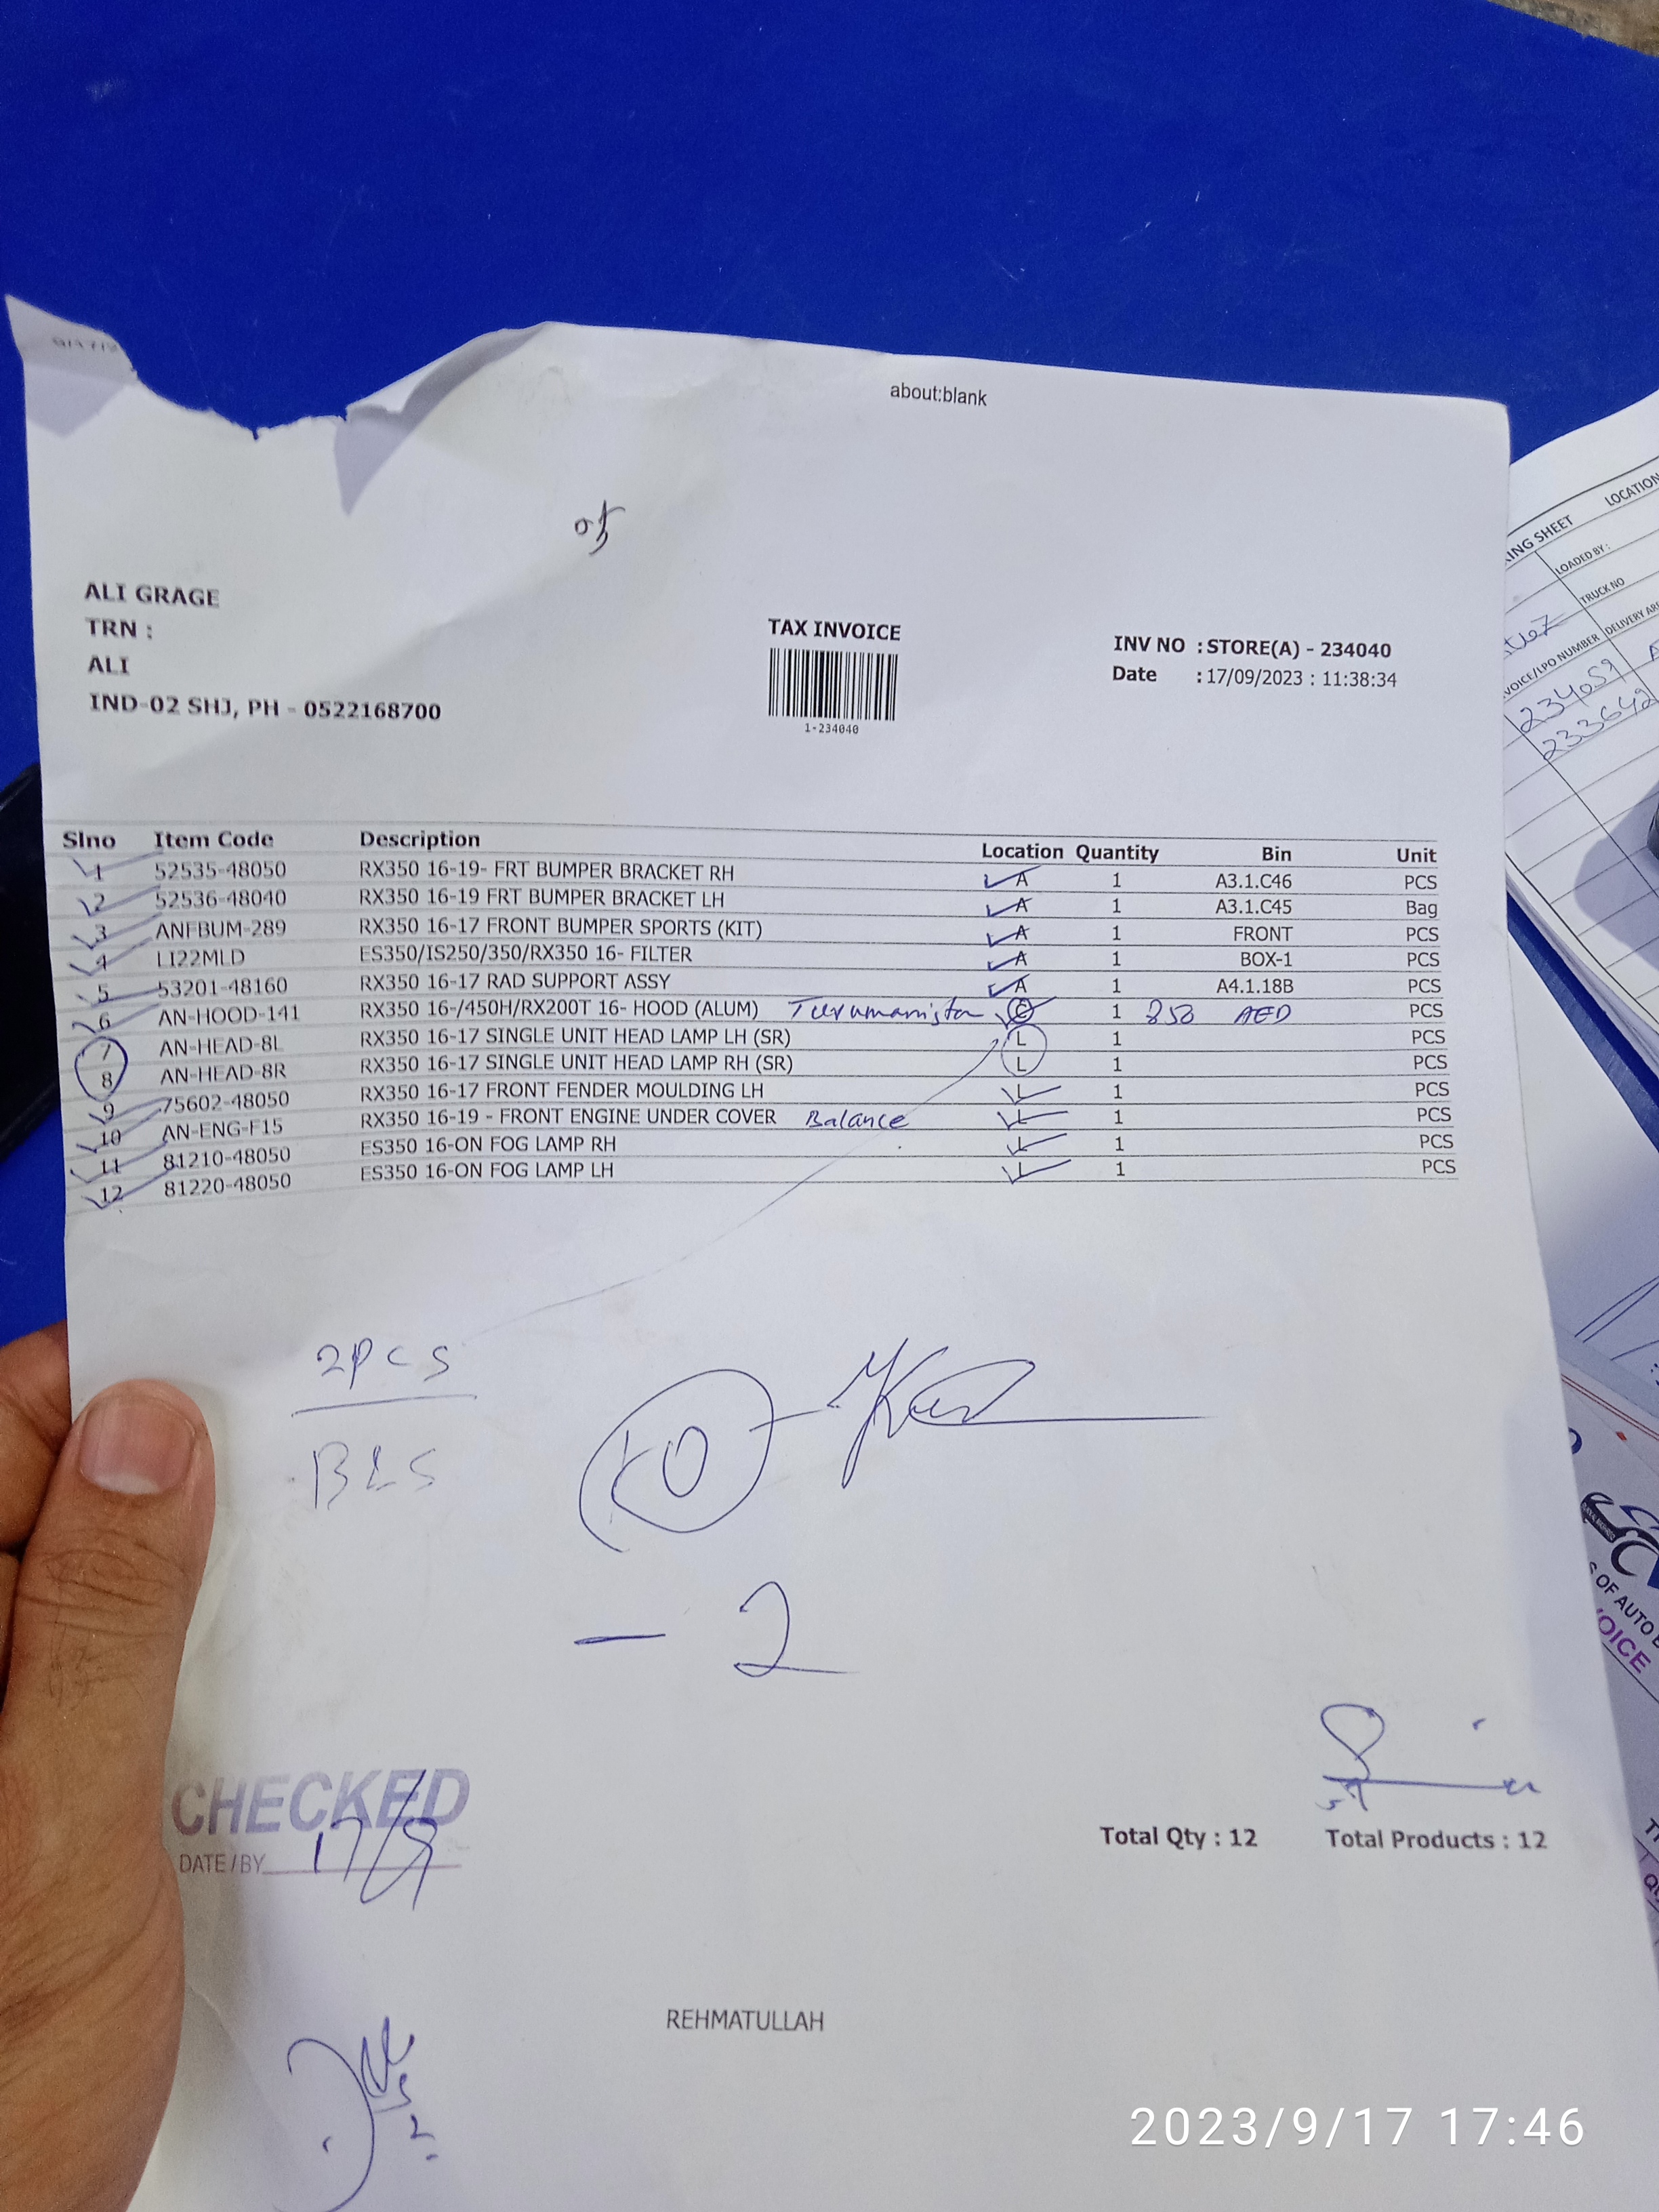 about:blank
ALI GRAGE
TRN :
ALI
IND-02 SHJ, PH - 0522168700
TAX INVOICE
1-234040
INV NO : STORE(A) - 234040
Date : 17/09/2023 : 11:38:34
Slno Item Code Description Location Quantity Bin Unit
1 52535-48050 RX350 16-19- FRT BUMPER BRACKET RH A 1 A3.1.C46 PCS
2 52536-48040 RX350 16-19 FRT BUMPER BRACKET LH A 1 A3.1.C45 Bag
3 ANFBUM-289 RX350 16-17 FRONT BUMPER SPORTS (KIT) A 1 FRONT PCS
4 LI22MLD ES350/IS250/350/RX350 16- FILTER A 1 BOX-1 PCS
5 53201-48160 RX350 16-17 RAD SUPPORT ASSY A 1 A4.1.18B PCS
6 AN-HOOD-141 RX350 16-/450H/RX200T 16- HOOD (ALUM) 1 850 AED PCS
7 AN-HEAD-8L RX350 16-17 SINGLE UNIT HEAD LAMP LH (SR) L 1 PCS
8 AN-HEAD-8R RX350 16-17 SINGLE UNIT HEAD LAMP RH (SR) L 1 PCS
9 75602-48050 RX350 16-17 FRONT FENDER MOULDING LH L 1 PCS
10 AN-ENG-F15 RX350 16-19 - FRONT ENGINE UNDER COVER Balance L 1 PCS
11 81210-48050 ES350 16-ON FOG LAMP RH L 1 PCS
12 81220-48050 ES350 16-ON FOG LAMP LH L 1 PCS
2PCS
10
- 2
CHECKED
DATE/BY 17/9
Total Qty : 12 Total Products : 12
REHMATULLAH
LOCATION
LOADED BY :
TRUCK NO
234059
233642
2023/9/17 17:46